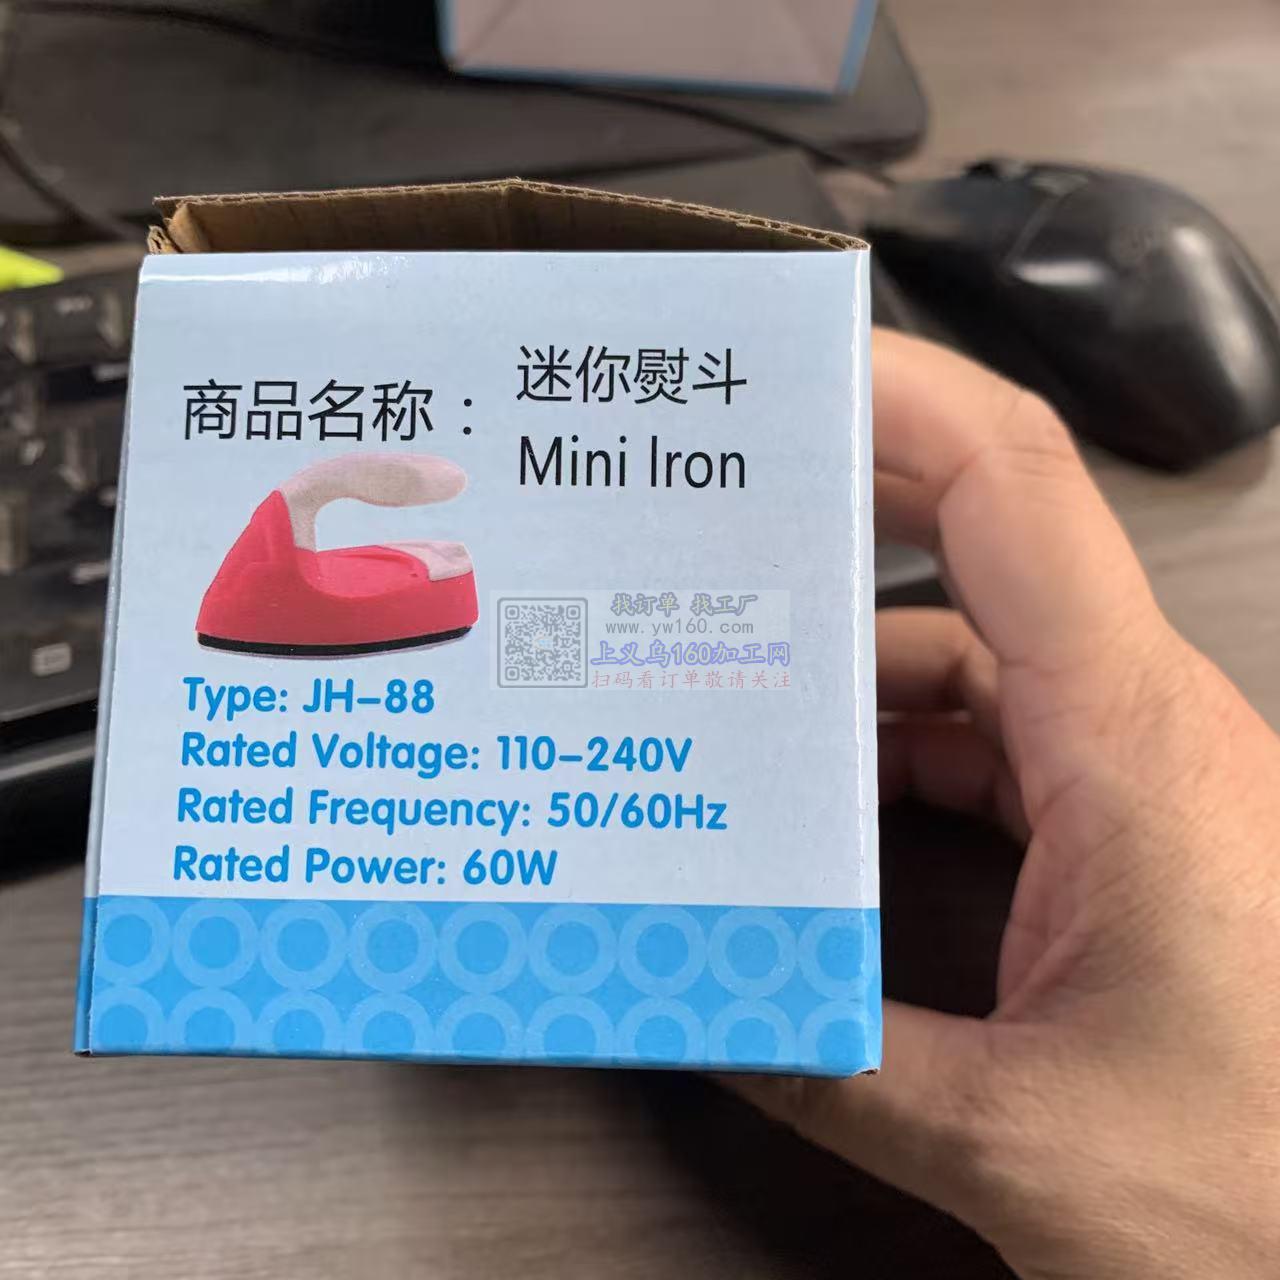 商品名称：
迷你熨斗
Mini Iron
找订单 找工厂
www.yw160.com
上义乌160加工网
扫码看订单敬请关注
Type: JH-88
Rated Voltage: 110-240V
Rated Frequency: 50/60Hz
Rated Power: 60W